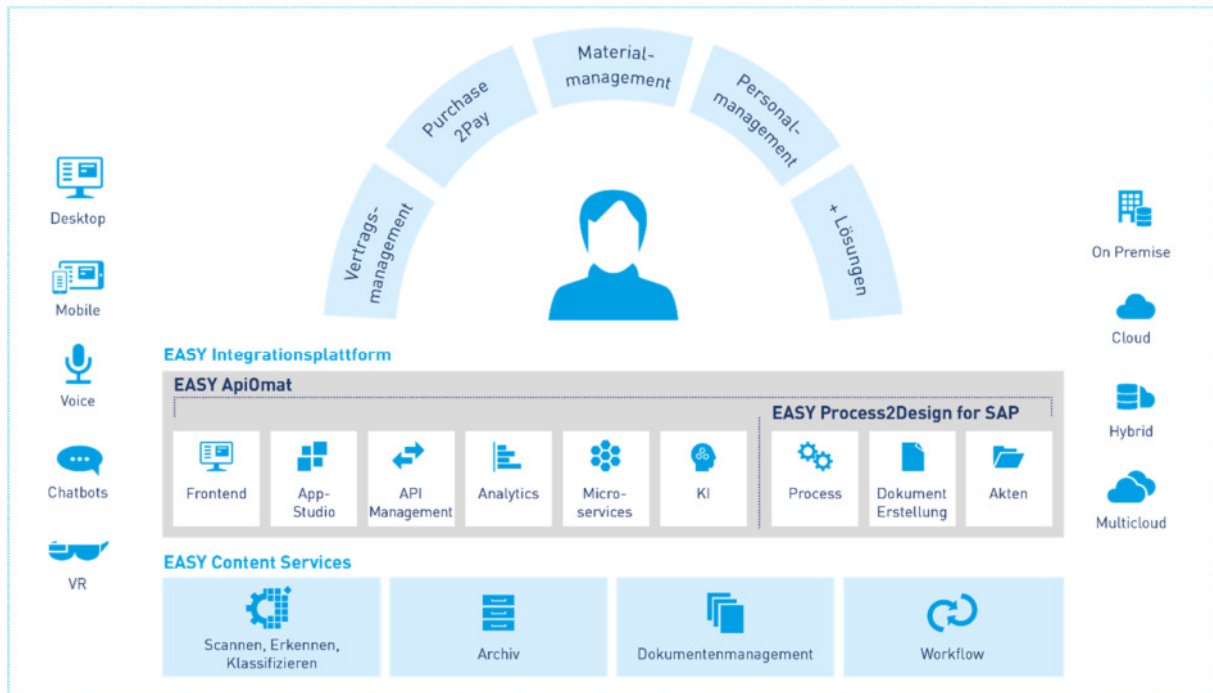 Material-
management
Purchase
2Pay
Personal-
management
Vertrags-
management
+ Lösungen
Desktop
Mobile
Voice
Chatbots
VR
On Premise
Cloud
Hybrid
Multicloud
EASY Integrationsplattform
EASY ApiOmat
EASY Process2Design for SAP
Frontend
App-
Studio
API
Management
Analytics
Micro-
services
KI
Process
Dokument
Erstellung
Akten
EASY Content Services
Scannen, Erkennen,
Klassifizieren
Archiv
Dokumentenmanagement
Workflow